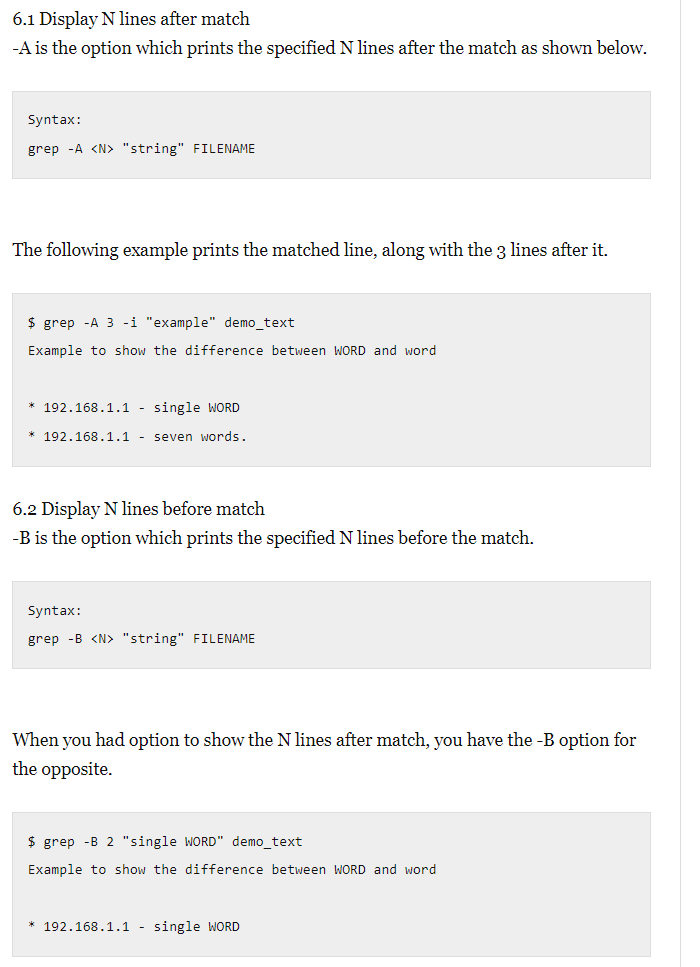 6.1 Display N lines after match
-A is the option which prints the specified N lines after the match as shown below.
Syntax:
grep -A <N> "string" FILENAME
The following example prints the matched line, along with the 3 lines after it.
$ grep -A 3 -i "example" demo_text
Example to show the difference between WORD and word
* 192.168.1.1 - single WORD
* 192.168.1.1 - seven words.
6.2 Display N lines before match
-B is the option which prints the specified N lines before the match.
Syntax:
grep -B <N> "string" FILENAME
When you had option to show the N lines after match, you have the -B option for
the opposite.
$ grep -B 2 "single WORD" demo_text
Example to show the difference between WORD and word
* 192.168.1.1 - single WORD